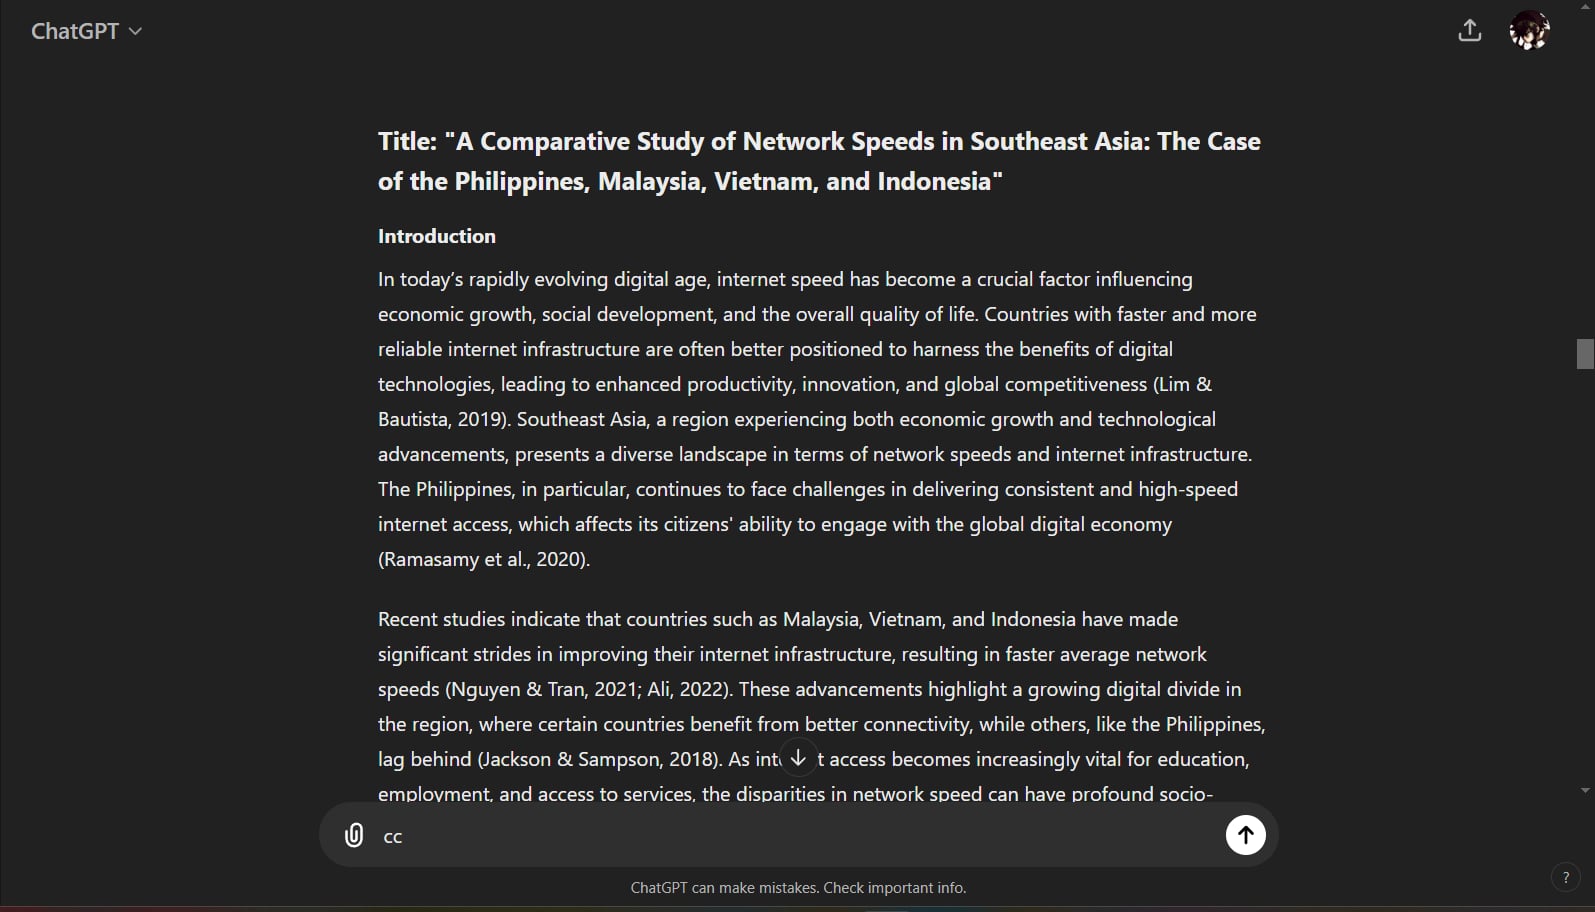 ChatGPT
Title: "A Comparative Study of Network Speeds in Southeast Asia: The Case
of the Philippines, Malaysia, Vietnam, and Indonesia"
Introduction
In today’s rapidly evolving digital age, internet speed has become a crucial factor influencing
economic growth, social development, and the overall quality of life. Countries with faster and more
reliable internet infrastructure are often better positioned to harness the benefits of digital
technologies, leading to enhanced productivity, innovation, and global competitiveness (Lim &
Bautista, 2019). Southeast Asia, a region experiencing both economic growth and technological
advancements, presents a diverse landscape in terms of network speeds and internet infrastructure.
The Philippines, in particular, continues to face challenges in delivering consistent and high-speed
internet access, which affects its citizens' ability to engage with the global digital economy
(Ramasamy et al., 2020).
Recent studies indicate that countries such as Malaysia, Vietnam, and Indonesia have made
significant strides in improving their internet infrastructure, resulting in faster average network
speeds (Nguyen & Tran, 2021; Ali, 2022). These advancements highlight a growing digital divide in
the region, where certain countries benefit from better connectivity, while others, like the Philippines,
lag behind (Jackson & Sampson, 2018). As int t access becomes increasingly vital for education,
employment, and access to services, the disparities in network speed can have profound socio-
cc
ChatGPT can make mistakes. Check important info.
?